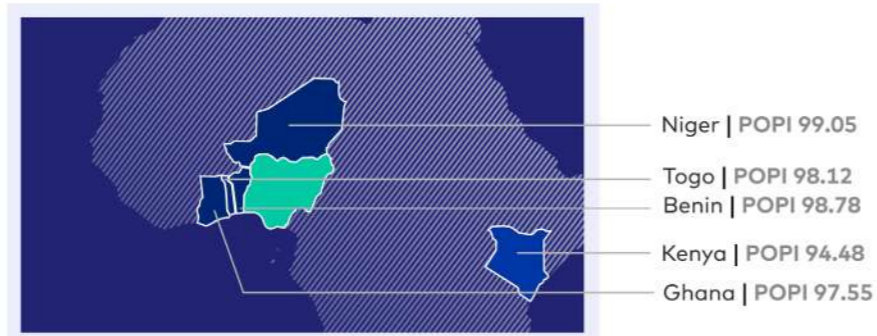 Niger | POPI 99.05
Togo | POPI 98.12
Benin | POPI 98.78
Kenya | POPI 94.48
Ghana | POPI 97.55